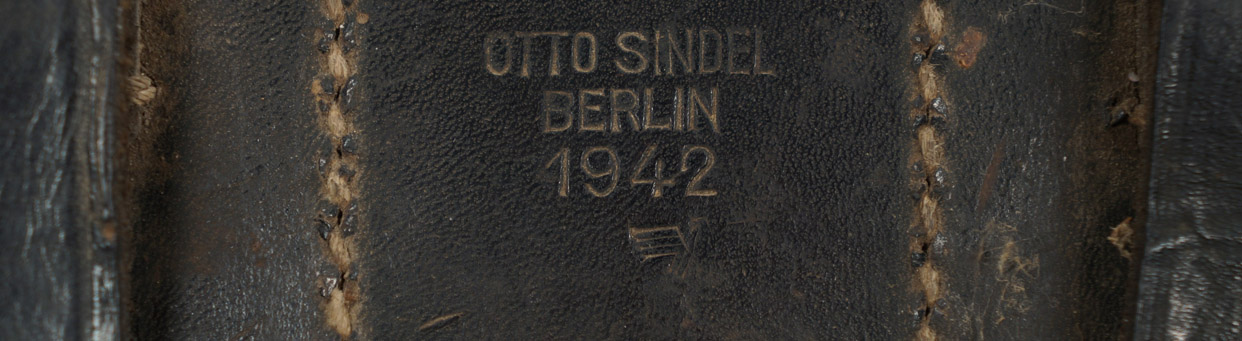 OTTO SINDEL
BERLIN
1942